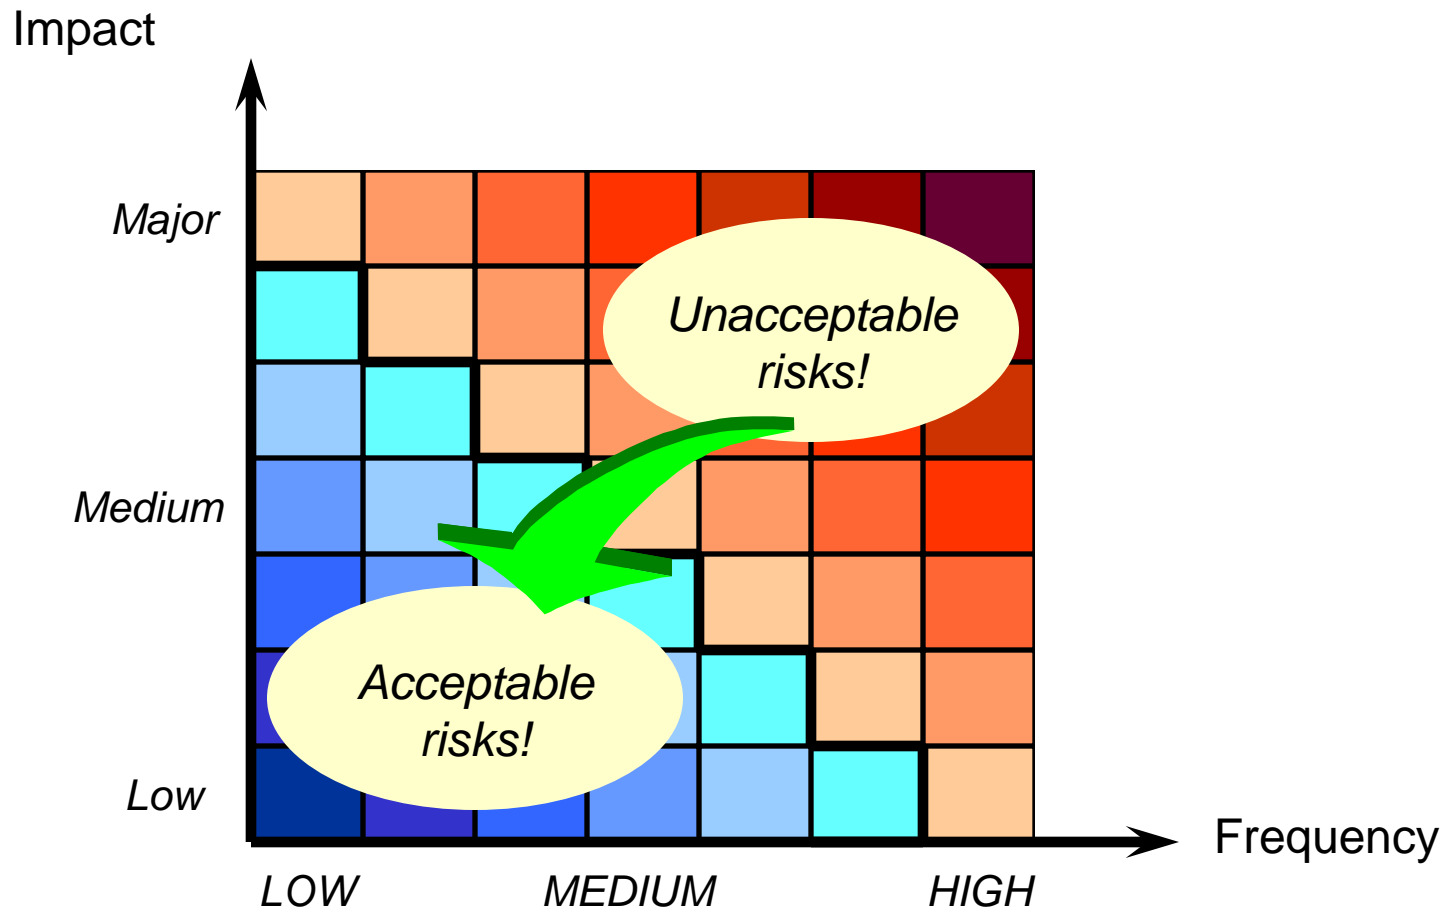 Impact
Major
Unacceptable
risks!
Medium
Acceptable
risks!
Low
Frequency
LOW
MEDIUM
HIGH